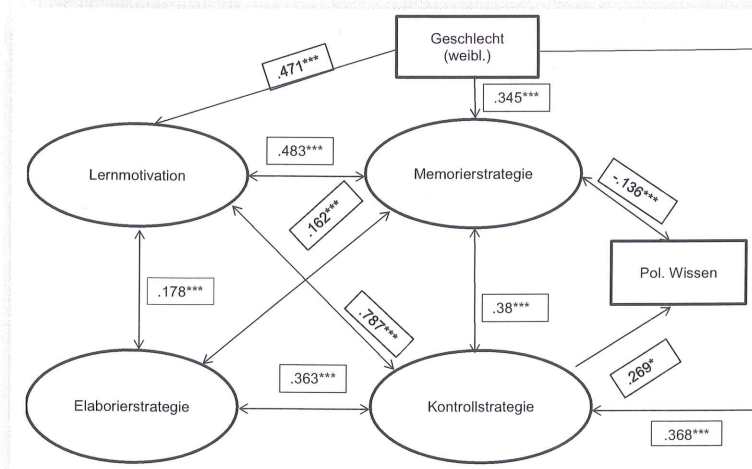 Geschlecht
(weibl.)
.471***
.345***
.483***
Lernmotivation
Memorierstrategie
-.136***
.162***
Pol. Wissen
.178***
.38***
.787***
.363***
.269*
Elaborierstrategie
Kontrollstrategie
.368***